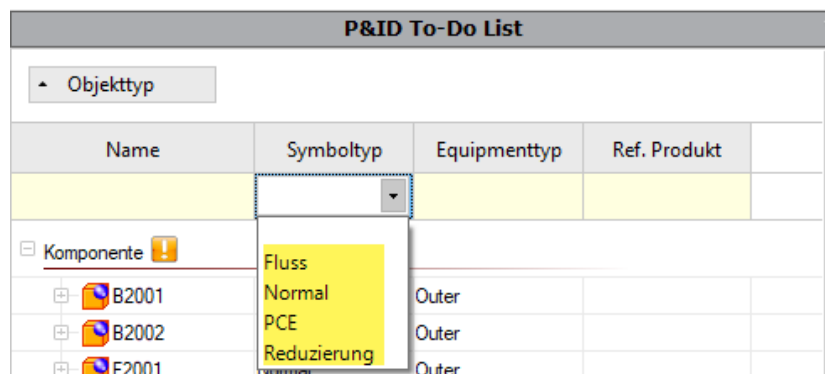 P&ID To-Do List
Objekttyp
Name Symboltyp Equipmenttyp Ref. Produkt
Komponente
Fluss
B2001 Normal Outer
B2002 PCE Outer
Reduzierung
Outer